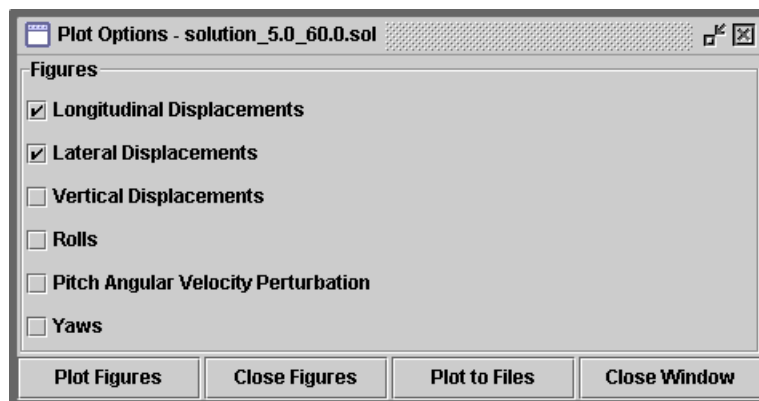 Plot Options - solution_5.0_60.0.sol
Figures
Longitudinal Displacements
Lateral Displacements
Vertical Displacements
Rolls
Pitch Angular Velocity Perturbation
Yaws
Plot Figures Close Figures Plot to Files Close Window